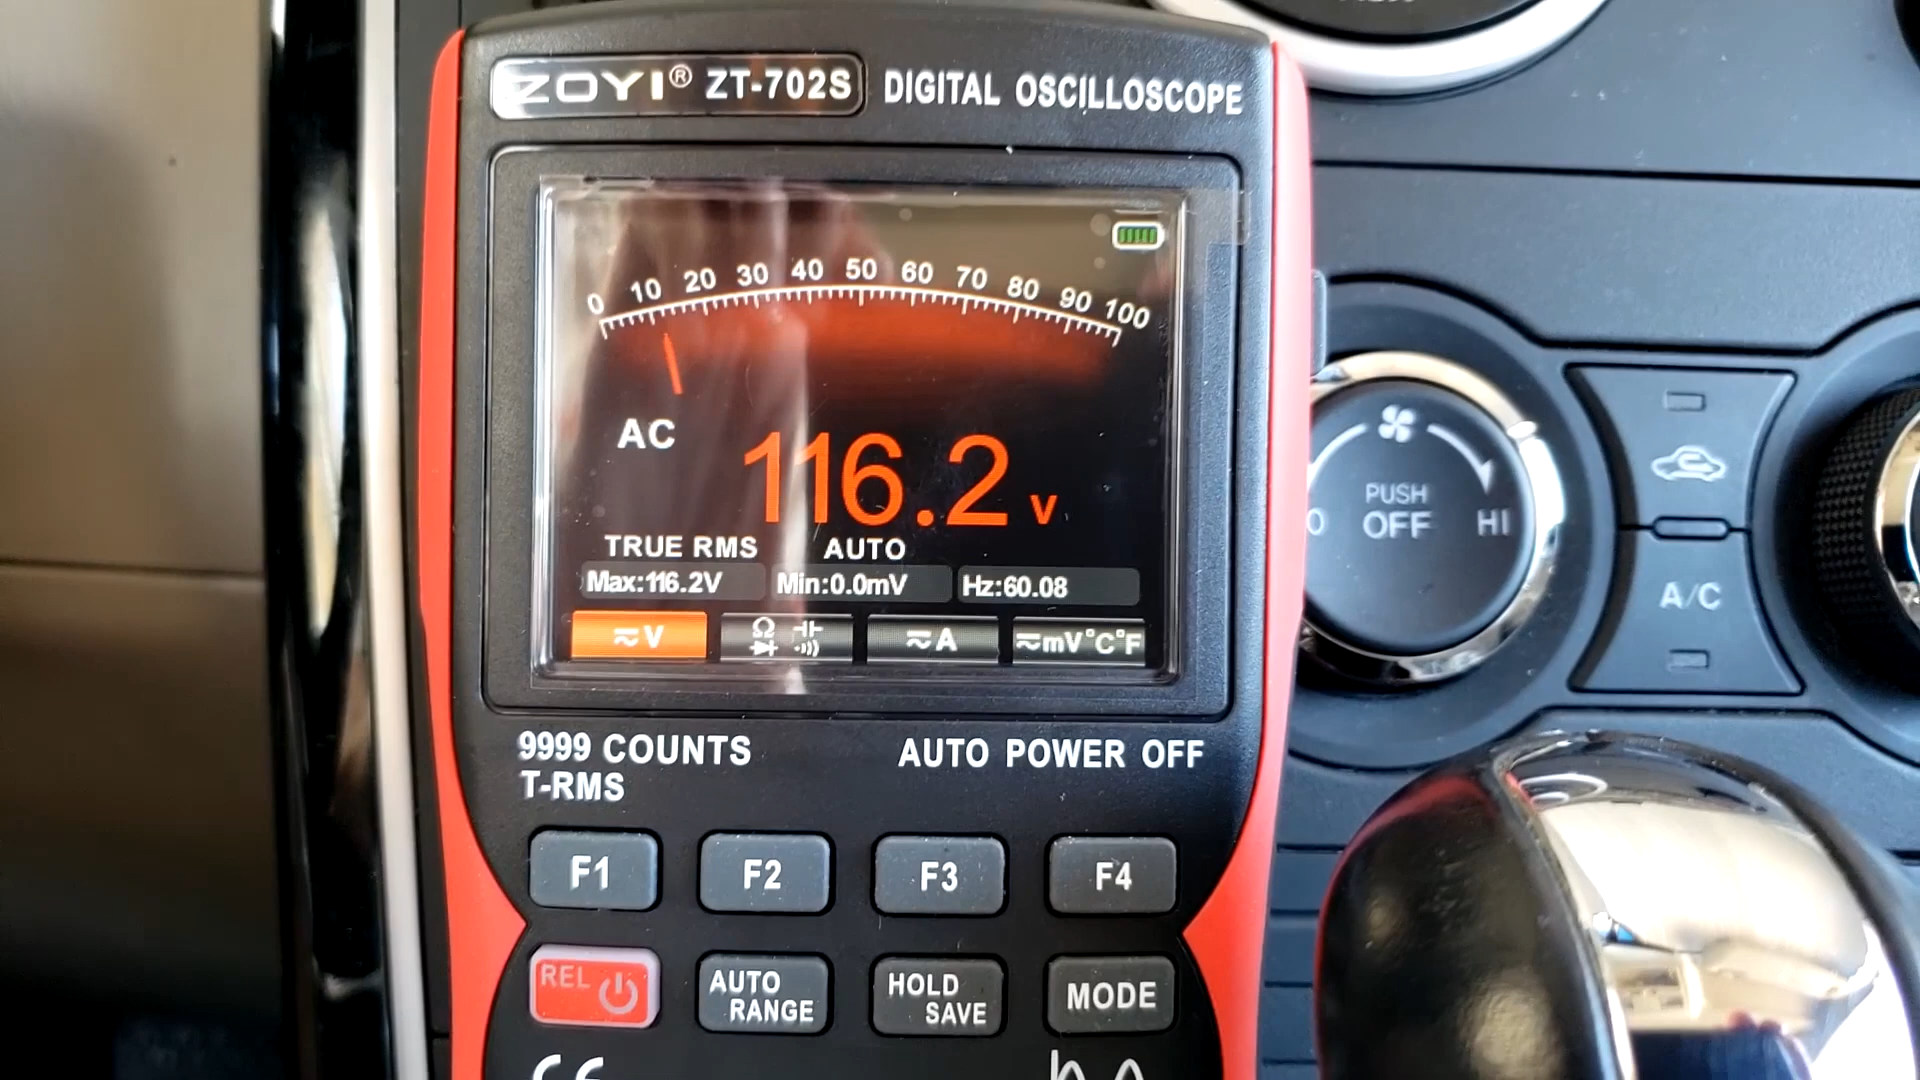 ZOYI® ZT-702S DIGITAL OSCILLOSCOPE
0 10 20 30 40 50 60 70 80 90 100
AC
116.2 V
TRUE RMS AUTO
Max:116.2V Min:0.0mV Hz:60.08
≂V Ω ≂A ≂mV°C°F
9999 COUNTS
T-RMS
AUTO POWER OFF
F1 F2 F3 F4
REL AUTO RANGE HOLD SAVE MODE
CE
PUSH
OFF
HI
A/C